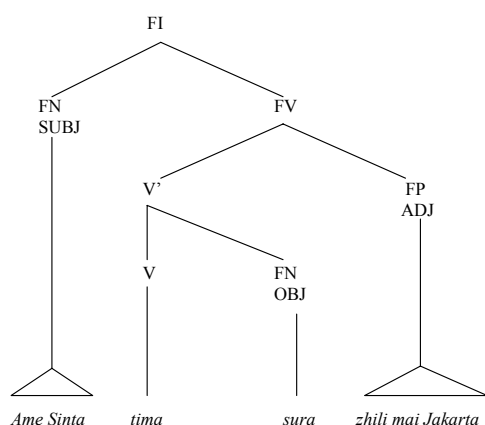 FI
FN FV
SUBJ
V’ FP
ADJ
V FN
OBJ
Ame Sinta tima sura zhili mai Jakarta